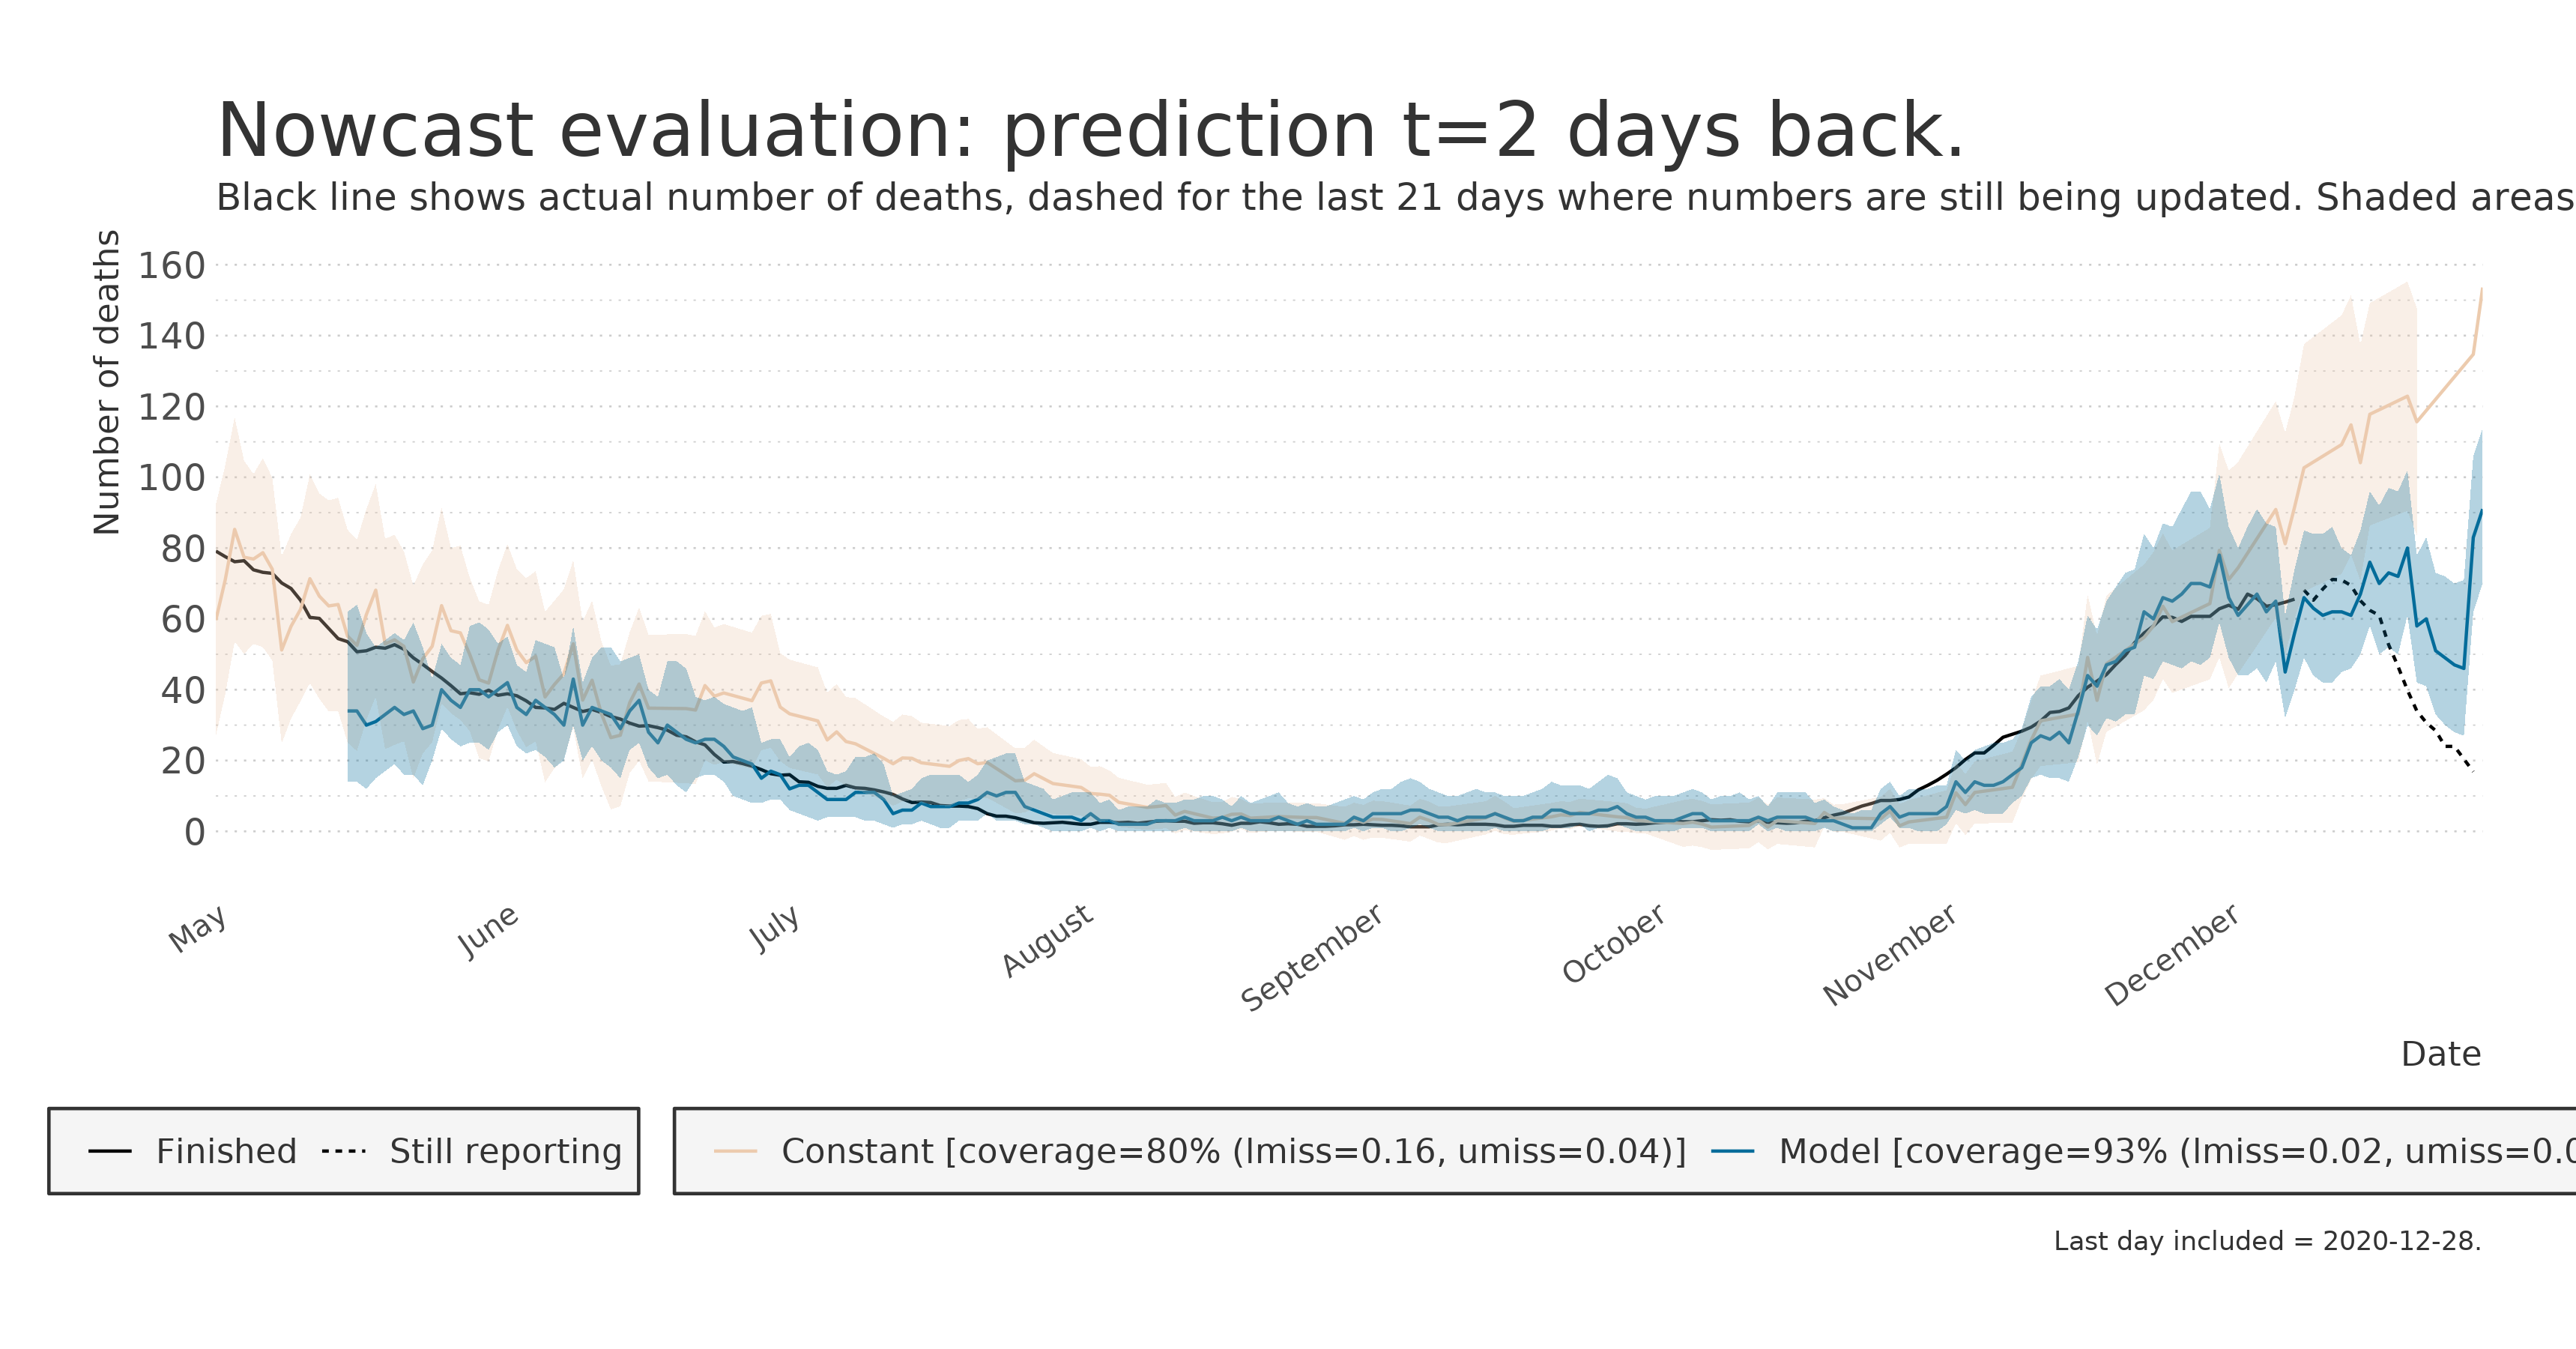 Nowcast evaluation: prediction t=2 days back.
Black line shows actual number of deaths, dashed for the last 21 days where numbers are still being updated. Shaded areas
Number of deaths
160
140
120
100
80
60
40
20
0
May
June
July
August
September
October
November
December
Date
Finished
Still reporting
Constant [coverage=80% (lmiss=0.16, umiss=0.04)]
Model [coverage=93% (lmiss=0.02, umiss=0.0
Last day included = 2020-12-28.